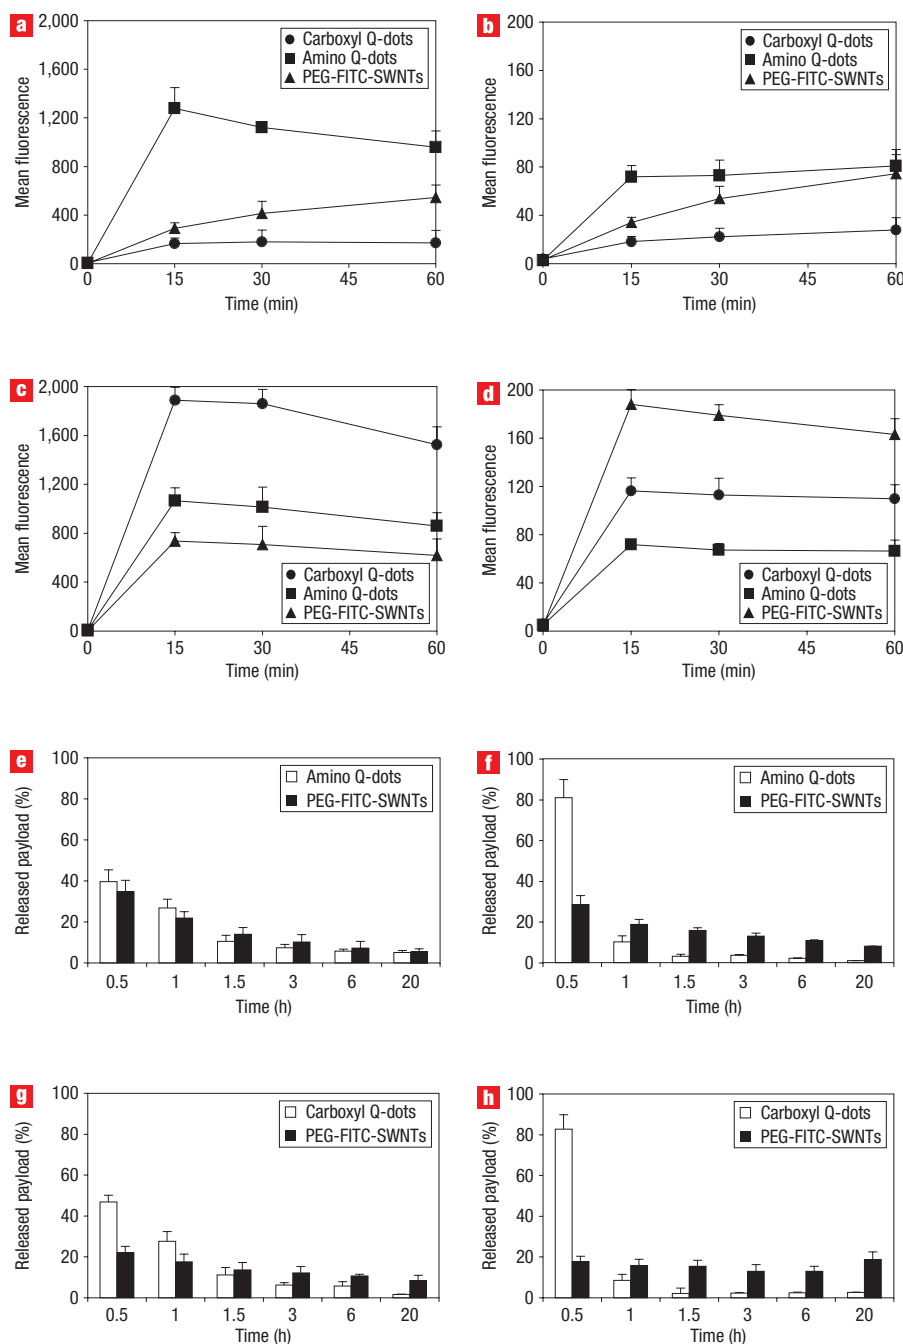 a
2,000
1,600
1,200
800
400
0
Mean fluorescence
Carboxyl Q-dots
Amino Q-dots
PEG-FITC-SWNTs
0 15 30 45 60
Time (min)
b
200
160
120
80
40
0
Mean fluorescence
Carboxyl Q-dots
Amino Q-dots
PEG-FITC-SWNTs
0 15 30 45 60
Time (min)
c
2,000
1,600
1,200
800
400
0
Mean fluorescence
Carboxyl Q-dots
Amino Q-dots
PEG-FITC-SWNTs
0 15 30 45 60
Time (min)
d
200
160
120
80
40
0
Mean fluorescence
Carboxyl Q-dots
Amino Q-dots
PEG-FITC-SWNTs
0 15 30 45 60
Time (min)
e
100
80
60
40
20
0
Released payload (%)
Amino Q-dots
PEG-FITC-SWNTs
0.5 1 1.5 3 6 20
Time (h)
f
100
80
60
40
20
0
Released payload (%)
Amino Q-dots
PEG-FITC-SWNTs
0.5 1 1.5 3 6 20
Time (h)
g
100
80
60
40
20
0
Released payload (%)
Carboxyl Q-dots
PEG-FITC-SWNTs
0.5 1 1.5 3 6 20
Time (h)
h
100
80
60
40
20
0
Released payload (%)
Carboxyl Q-dots
PEG-FITC-SWNTs
0.5 1 1.5 3 6 20
Time (h)